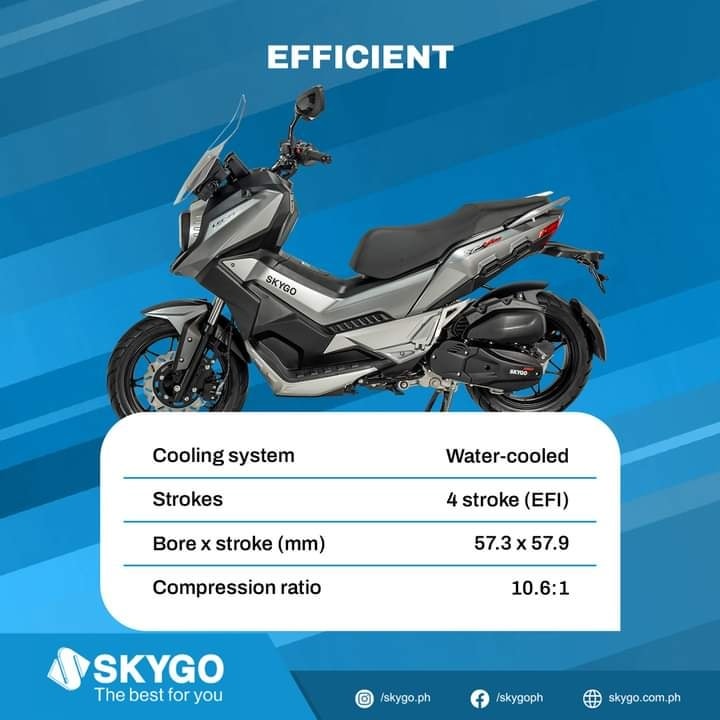 EFFICIENT
SKYGO
SKYGO
Cooling system Water-cooled
Strokes 4 stroke (EFI)
Bore x stroke (mm) 57.3 x 57.9
Compression ratio 10.6:1
SKYGO
The best for you
/skygo.ph /skygoph skygo.com.ph